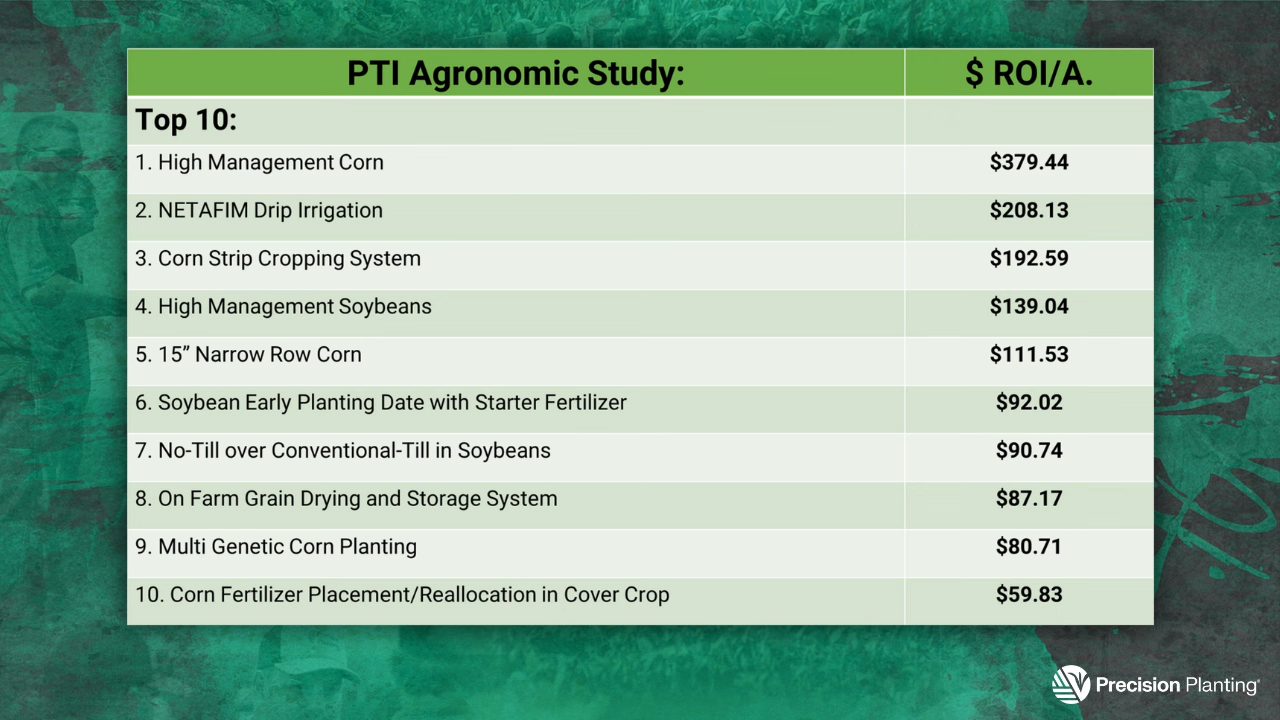 PTI Agronomic Study: $ ROI/A.
Top 10:
1. High Management Corn $379.44
2. NETAFIM Drip Irrigation $208.13
3. Corn Strip Cropping System $192.59
4. High Management Soybeans $139.04
5. 15” Narrow Row Corn $111.53
6. Soybean Early Planting Date with Starter Fertilizer $92.02
7. No-Till over Conventional-Till in Soybeans $90.74
8. On Farm Grain Drying and Storage System $87.17
9. Multi Genetic Corn Planting $80.71
10. Corn Fertilizer Placement/Reallocation in Cover Crop $59.83
Precision Planting